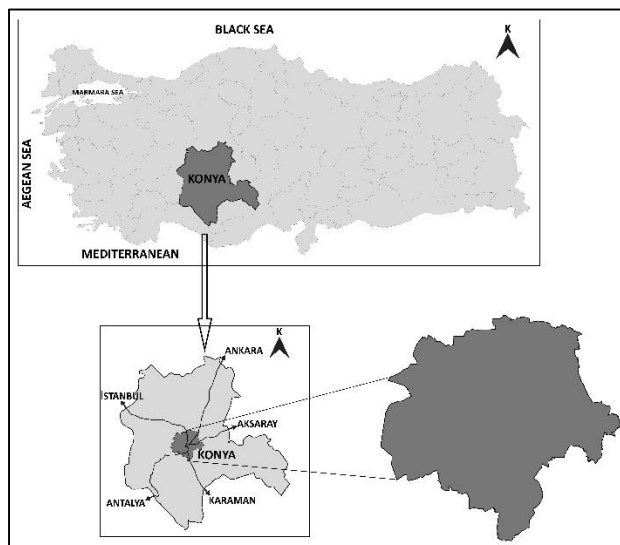 BLACK SEA
K
MARMARA SEA
AEGEAN SEA
KONYA
MEDITERRANEAN
K
ANKARA
İSTANBUL
AKSARAY
KONYA
ANTALYA
KARAMAN